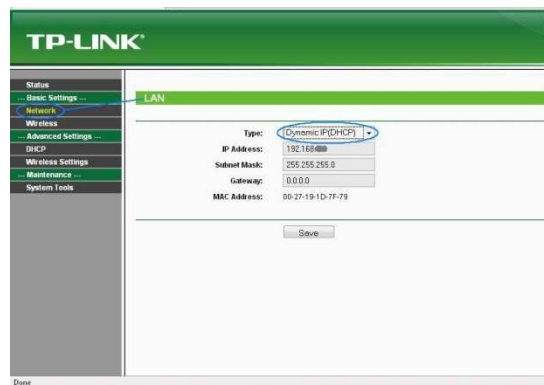 TP-LINK®
Status
--- Basic Settings ---
Network
Wireless
--- Advanced Settings ---
DHCP
Wireless Settings
--- Maintenance ---
System Tools
LAN
Type: Dynamic IP(DHCP)
IP Address: 192.168
Subnet Mask: 255.255.255.0
Gateway: 0.0.0.0
MAC Address: 00-27-19-1D-7F-79
Save
Done